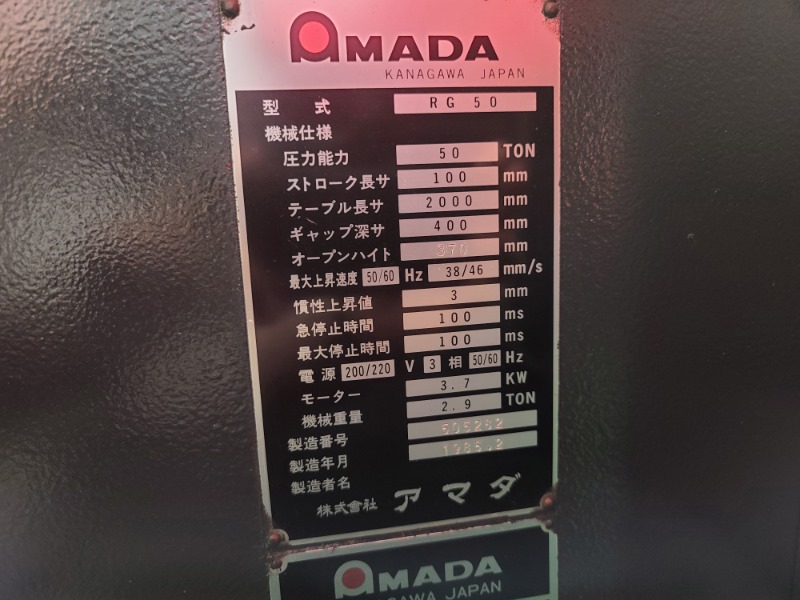 AMADA
KANAGAWA JAPAN
型 式 RG 50
機械仕様
圧力能力 50 TON
ストローク長サ 100 mm
テーブル長サ 2000 mm
ギャップ深サ 400 mm
オープンハイト 370 mm
最大上昇速度 50/60 Hz 38/46 mm/s
慣性上昇値 3 mm
急停止時間 100 ms
最大停止時間 100 ms
電源 200/220 V 3 相 50/60 Hz
モーター 3.7 KW
機械重量 2.9 TON
製造番号 505282
製造年月 1985.2
製造者名
株式會社 アマダ
AMADA
GAWA JAPAN